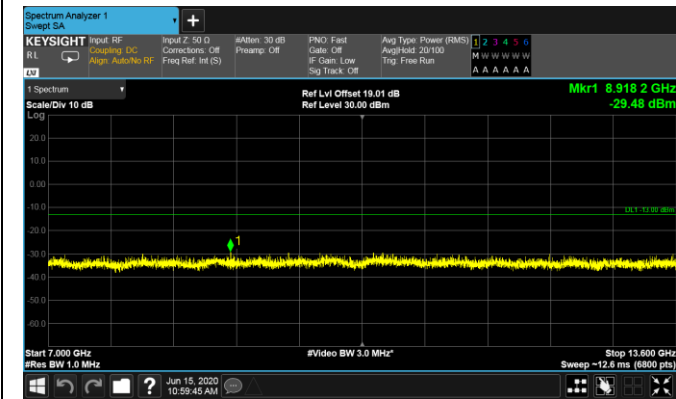 Spectrum Analyzer 1
Swept SA
KEYSIGHT
RL
LXI
Input: RF
Coupling: DC
Align: Auto/No RF
Input Z: 50 Ω
Corrections: Off
Freq Ref: Int (S)
#Atten: 30 dB
Preamp: Off
PNO: Fast
Gate: Off
IF Gain: Low
Sig Track: Off
Avg Type: Power (RMS)
Avg|Hold: 20/100
Trig: Free Run
1 2 3 4 5 6
M W W W W W
A A A A A A
1 Spectrum
Scale/Div 10 dB
Log
Ref Lvl Offset 19.01 dB
Ref Level 30.00 dBm
Mkr1 8.918 2 GHz
-29.48 dBm
20.0
10.0
0.00
-10.0
DL1 -13.00 dBm
-20.0
1
-30.0
-40.0
-50.0
-60.0
Start 7.000 GHz
#Res BW 1.0 MHz
#Video BW 3.0 MHz*
Stop 13.600 GHz
Sweep ~12.6 ms (6800 pts)
?
Jun 15, 2020
10:59:45 AM